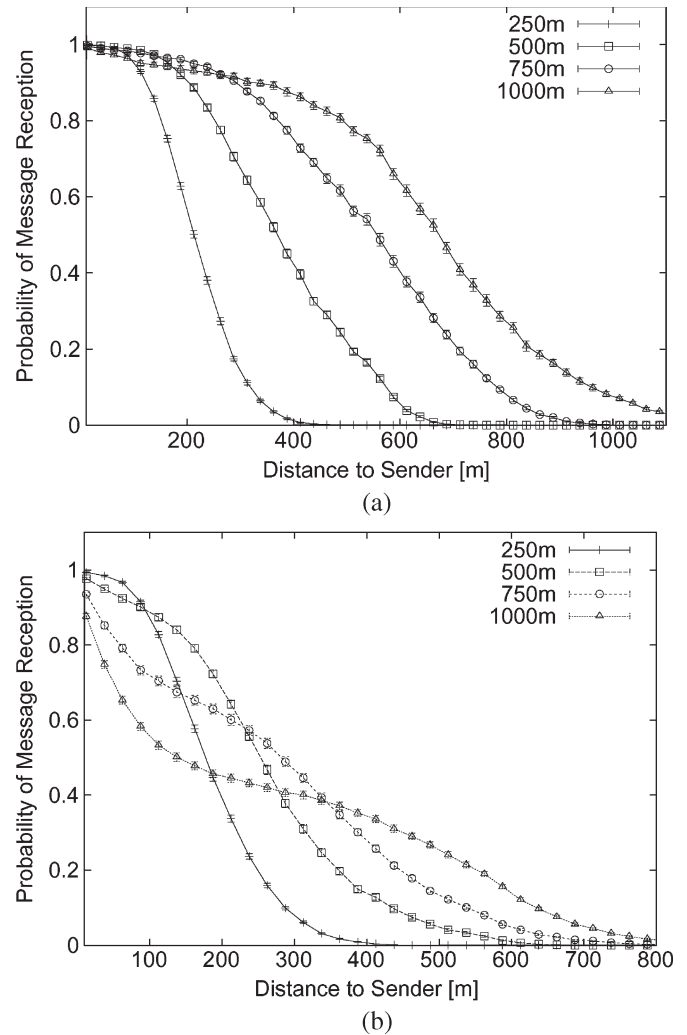 250m
500m
750m
1000m
1
0.8
0.6
0.4
0.2
0
Probability of Message Reception
200 400 600 800 1000
Distance to Sender [m]
(a)
250m
500m
750m
1000m
1
0.8
0.6
0.4
0.2
0
Probability of Message Reception
100 200 300 400 500 600 700 800
Distance to Sender [m]
(b)